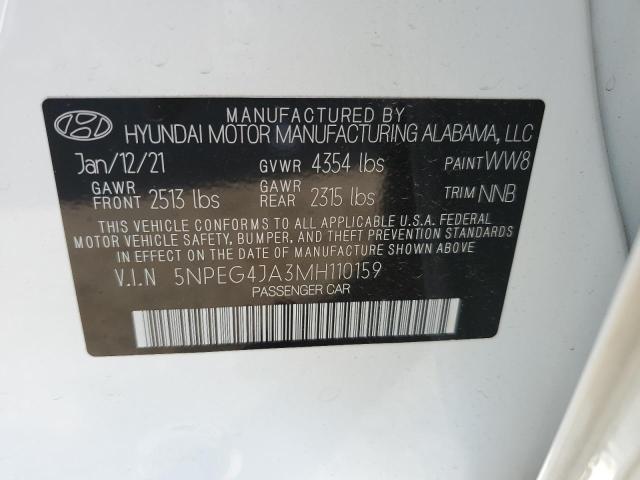 MANUFACTURED BY
HYUNDAI MOTOR MANUFACTURING ALABAMA, LLC
Jan/12/21 GVWR 4354 lbs PAINT WW8
GAWR FRONT 2513 lbs GAWR REAR 2315 lbs TRIM NNB
THIS VEHICLE CONFORMS TO ALL APPLICABLE U.S.A. FEDERAL
MOTOR VEHICLE SAFETY, BUMPER, AND THEFT PREVENTION STANDARDS
IN EFFECT ON THE DATE OF MANUFACTURE SHOWN ABOVE.
V.I.N 5NPEG4JA3MH110159
PASSENGER CAR